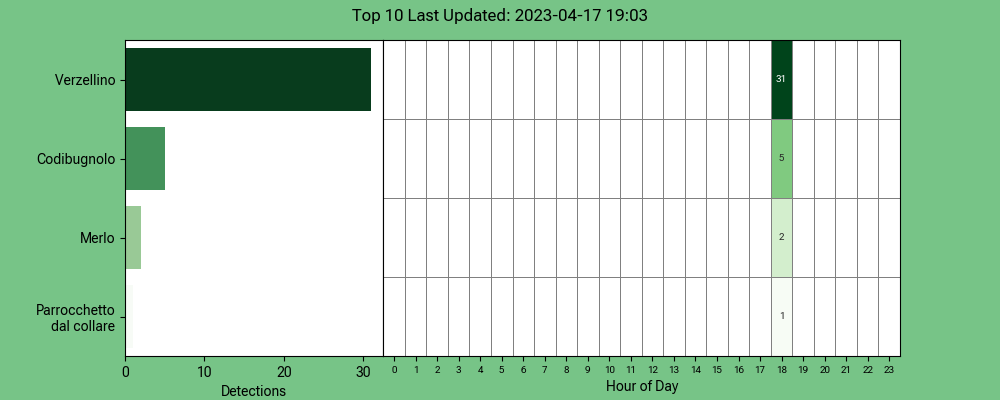 Top 10 Last Updated: 2023-04-17 19:03
Verzellino
31
Codibugnolo
5
Merlo
2
Parrocchetto
dal collare
1
0 10 20 30
0 1 2 3 4 5 6 7 8 9 10 11 12 13 14 15 16 17 18 19 20 21 22 23
Detections
Hour of Day